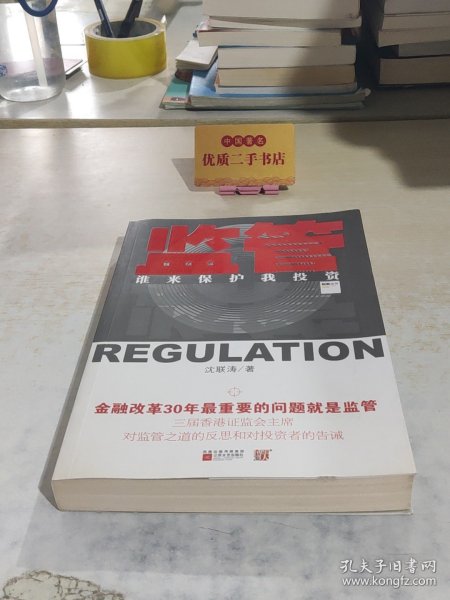 中国著名
优质二手书店
监管
谁来保护我投资
REGULATION
沈联涛/著
金融改革30年最重要的问题就是监管
三届香港证监会主席
对监管之道的反思和对投资者的告诫
孔夫子旧书网
www.kongfz.com